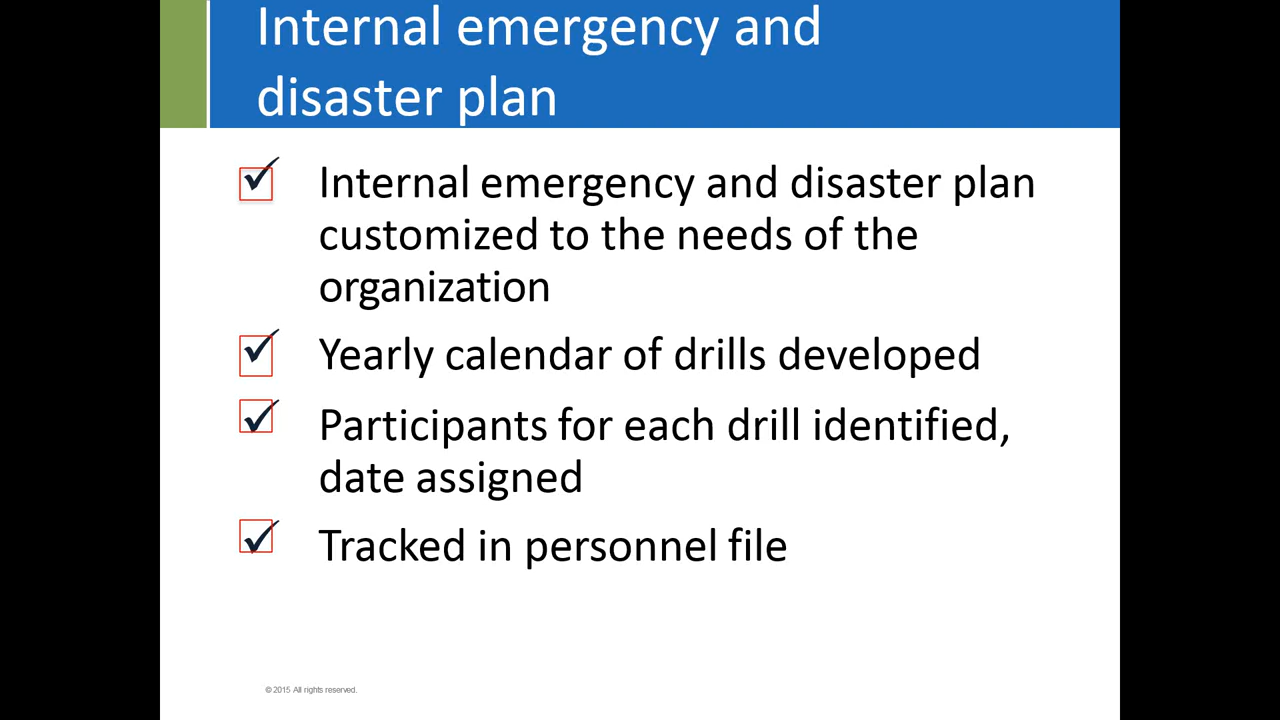 Internal emergency and
disaster plan
Internal emergency and disaster plan
customized to the needs of the
organization
Yearly calendar of drills developed
Participants for each drill identified,
date assigned
Tracked in personnel file
© 2015 All rights reserved.